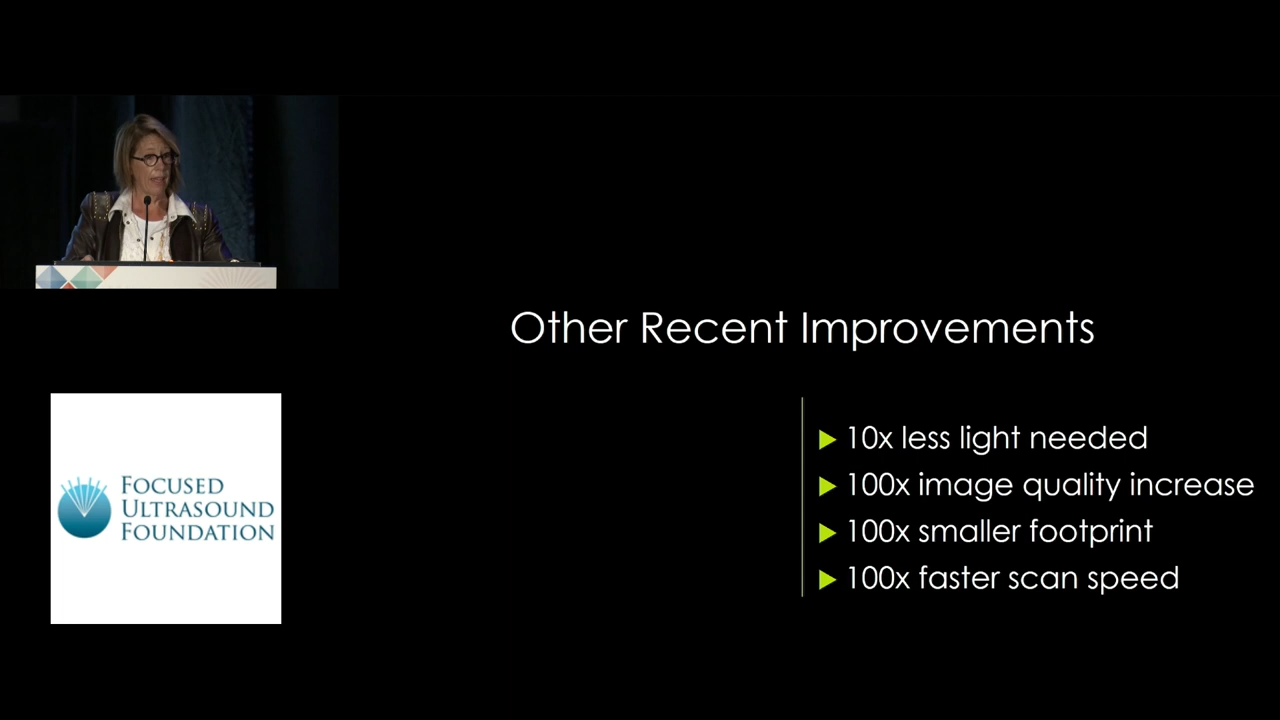 Other Recent Improvements
10x less light needed
100x image quality increase
100x smaller footprint
100x faster scan speed
FOCUSED
ULTRASOUND
FOUNDATION